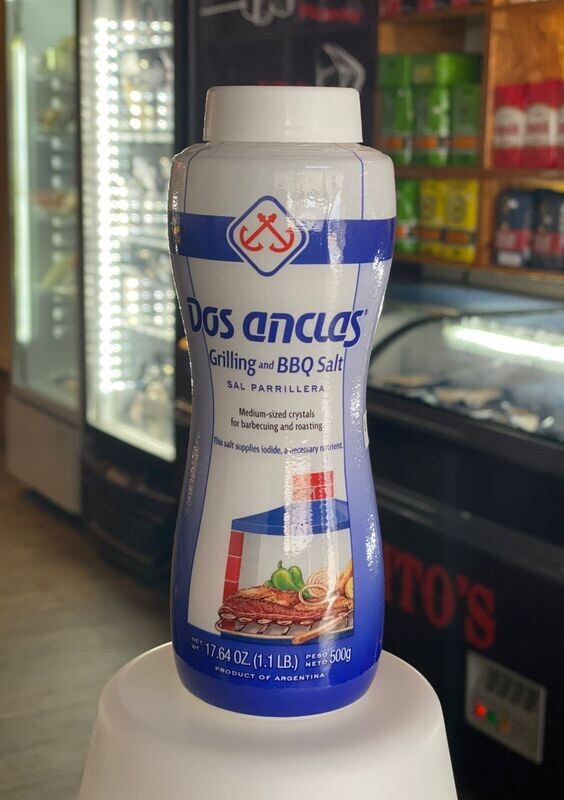 Dos anclas®
Grilling and BBQ Salt
SAL PARRILLERA
Medium-sized crystals
for barbecuing and roasting
This salt supplies iodide, a necessary nutrient.
NET WT. 17.64 OZ. (1.1 LB.) PESO NETO 500g
PRODUCT OF ARGENTINA
ITO'S